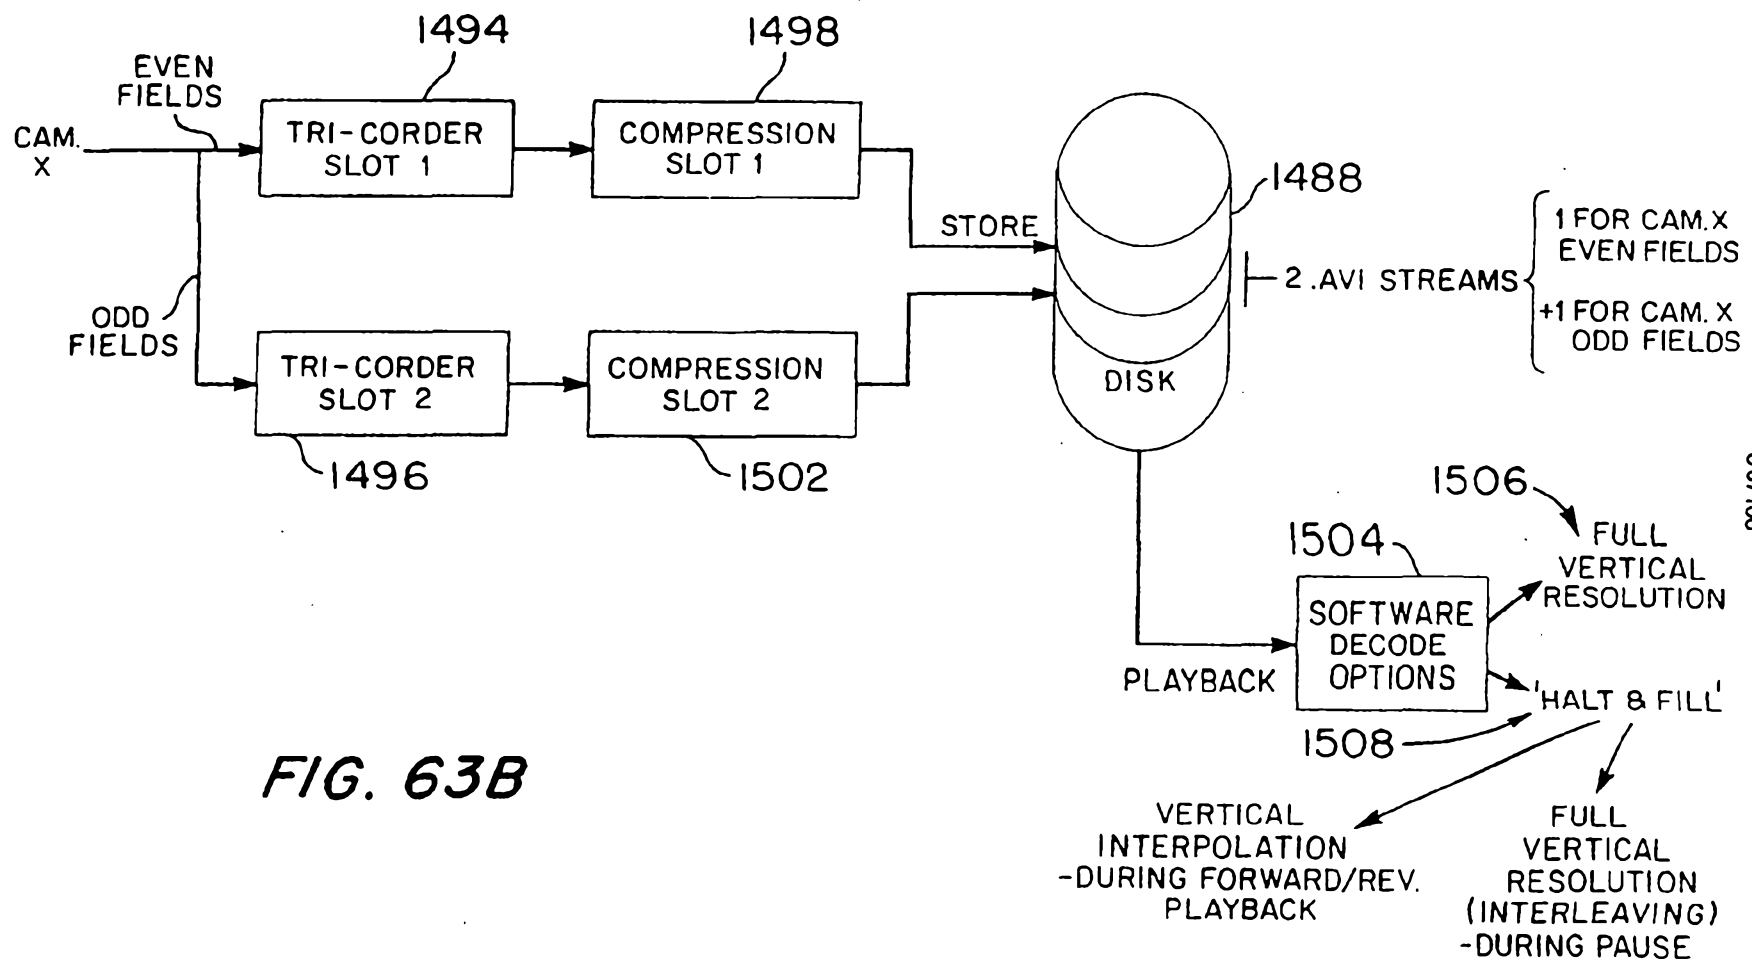 1494
1498
EVEN
FIELDS
CAM.
X
TRI-CORDER
SLOT 1
COMPRESSION
SLOT 1
1488
STORE
1 FOR CAM.X
EVEN FIELDS
2 .AVI STREAMS
+1 FOR CAM. X
ODD FIELDS
ODD
FIELDS
TRI-CORDER
SLOT 2
COMPRESSION
SLOT 2
DISK
1496
1502
1506
1504
FULL
VERTICAL
RESOLUTION
SOFTWARE
DECODE
OPTIONS
PLAYBACK
'HALT & FILL'
1508
FIG. 63B
VERTICAL
INTERPOLATION
-DURING FORWARD/REV.
PLAYBACK
FULL
VERTICAL
RESOLUTION
(INTERLEAVING)
-DURING PAUSE